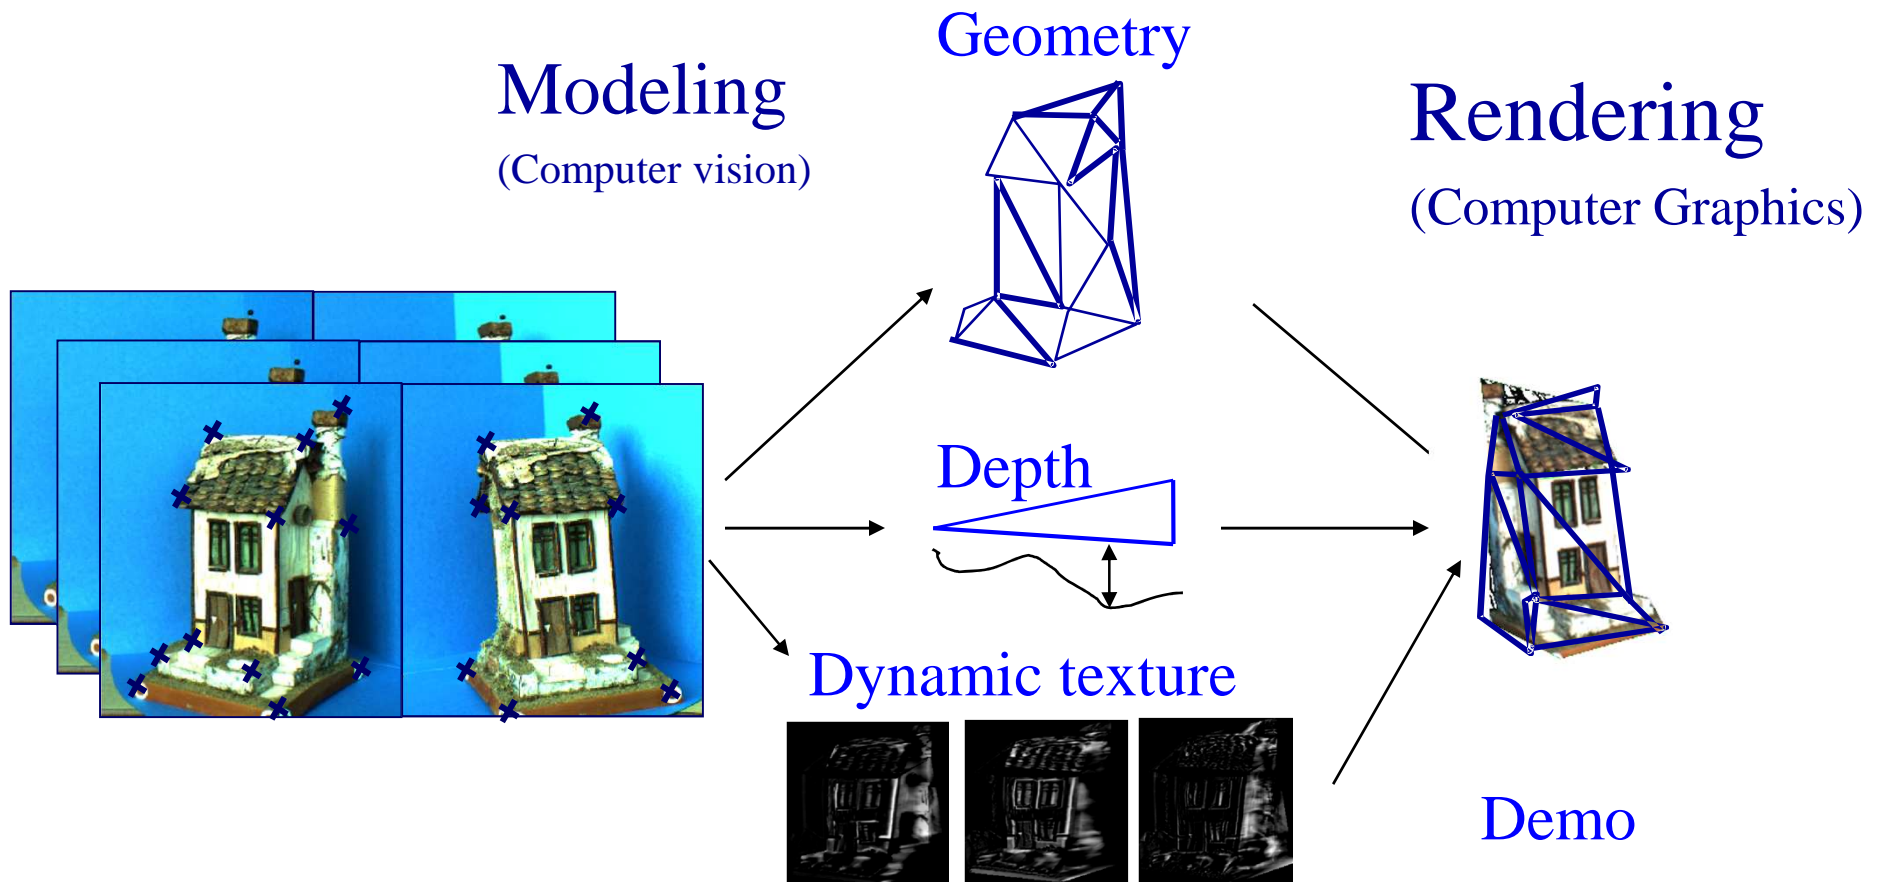 Geometry
Modeling
(Computer vision)
Rendering
(Computer Graphics)
Depth
Dynamic texture
Demo